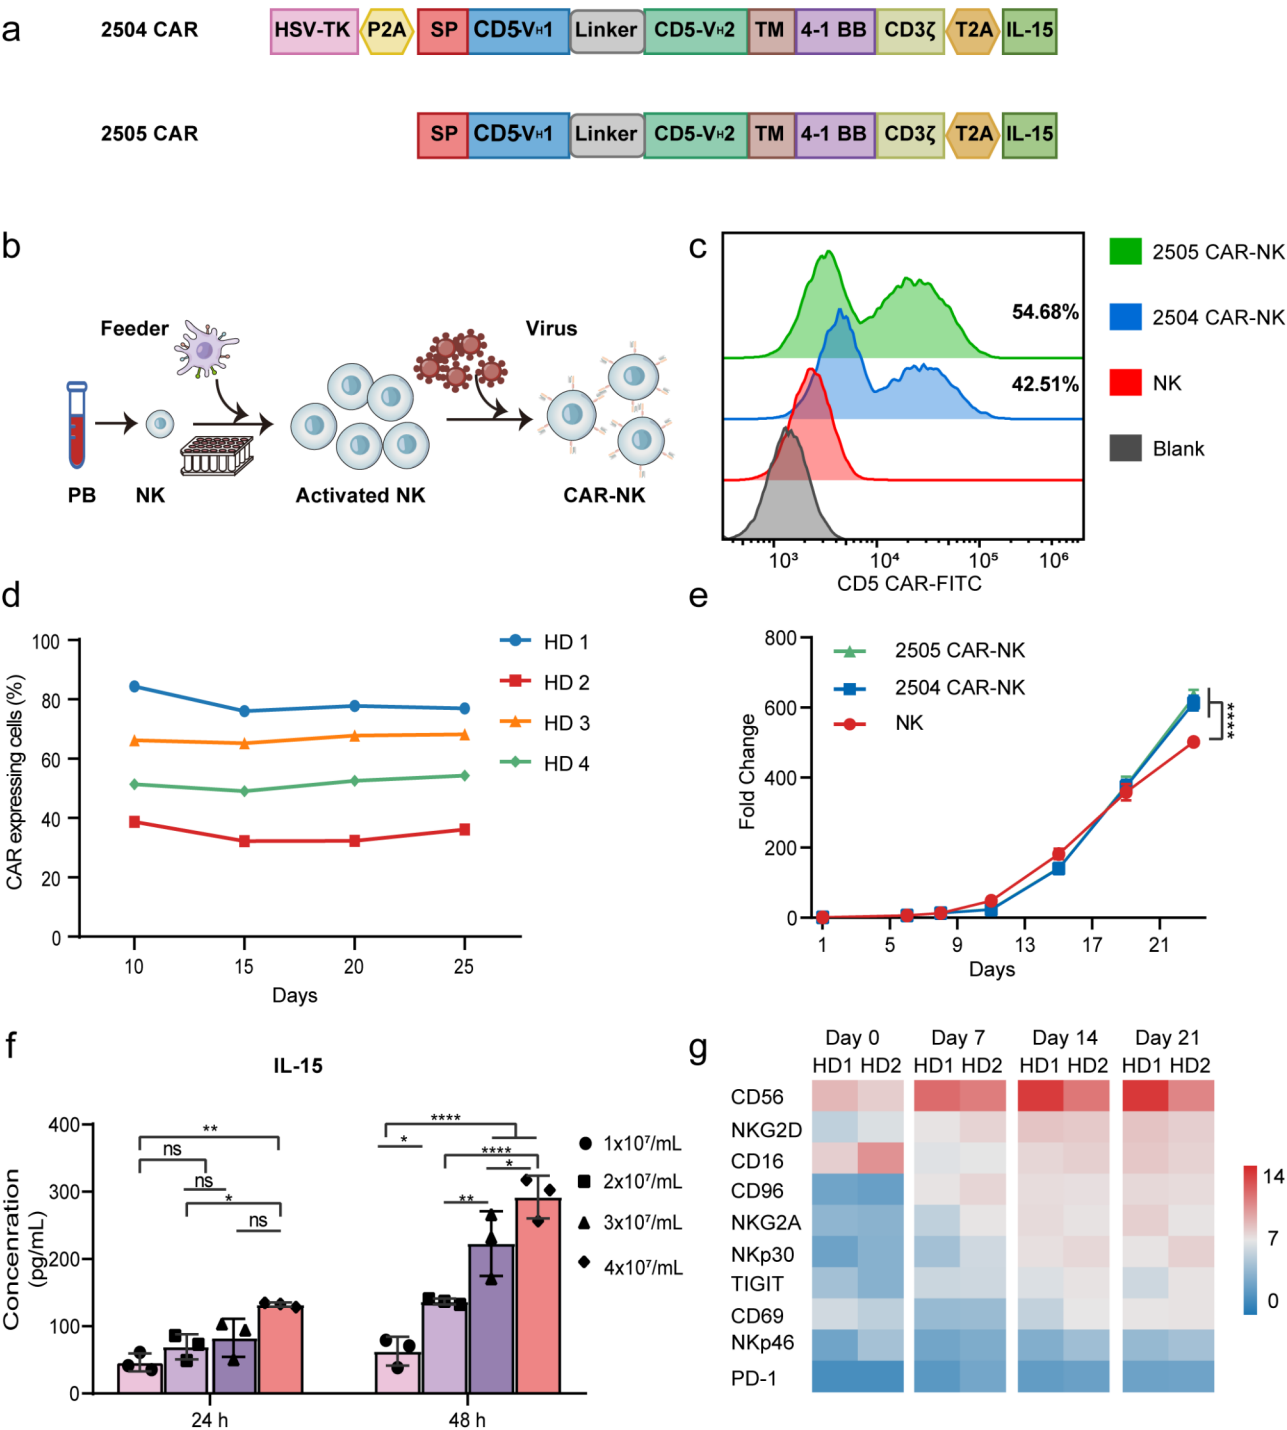 a
2504 CAR
HSV-TK P2A SP CD5-VH1 Linker CD5-VH2 TM 4-1 BB CD3ζ T2A IL-15
2505 CAR
SP CD5-VH1 Linker CD5-VH2 TM 4-1 BB CD3ζ T2A IL-15
b
Feeder
Virus
PB
NK
Activated NK
CAR-NK
c
54.68%
42.51%
10³ 10⁴ 10⁵ 10⁶
CD5 CAR-FITC
2505 CAR-NK
2504 CAR-NK
NK
Blank
d
CAR expressing cells (%)
100
80
60
40
20
0
10 15 20 25
Days
HD 1
HD 2
HD 3
HD 4
e
Fold Change
800
600
400
200
0
1 5 9 13 17 21
Days
2505 CAR-NK
2504 CAR-NK
NK
****
f
IL-15
Concenration
(pg/mL)
400
300
200
100
0
**
ns
ns
*
ns
****
*
****
*
**
24 h
48 h
1x10⁷/mL
2x10⁷/mL
3x10⁷/mL
4x10⁷/mL
g
Day 0 Day 7 Day 14 Day 21
HD1 HD2 HD1 HD2 HD1 HD2 HD1 HD2
CD56
NKG2D
CD16
CD96
NKG2A
NKp30
TIGIT
CD69
NKp46
PD-1
14
7
0